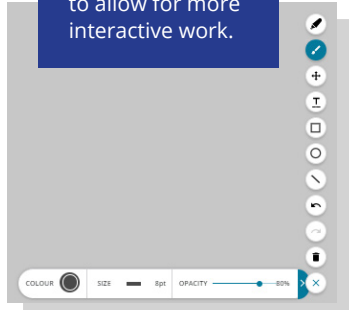 to allow for more
interactive work.
COLOUR SIZE 8pt OPACITY 80%